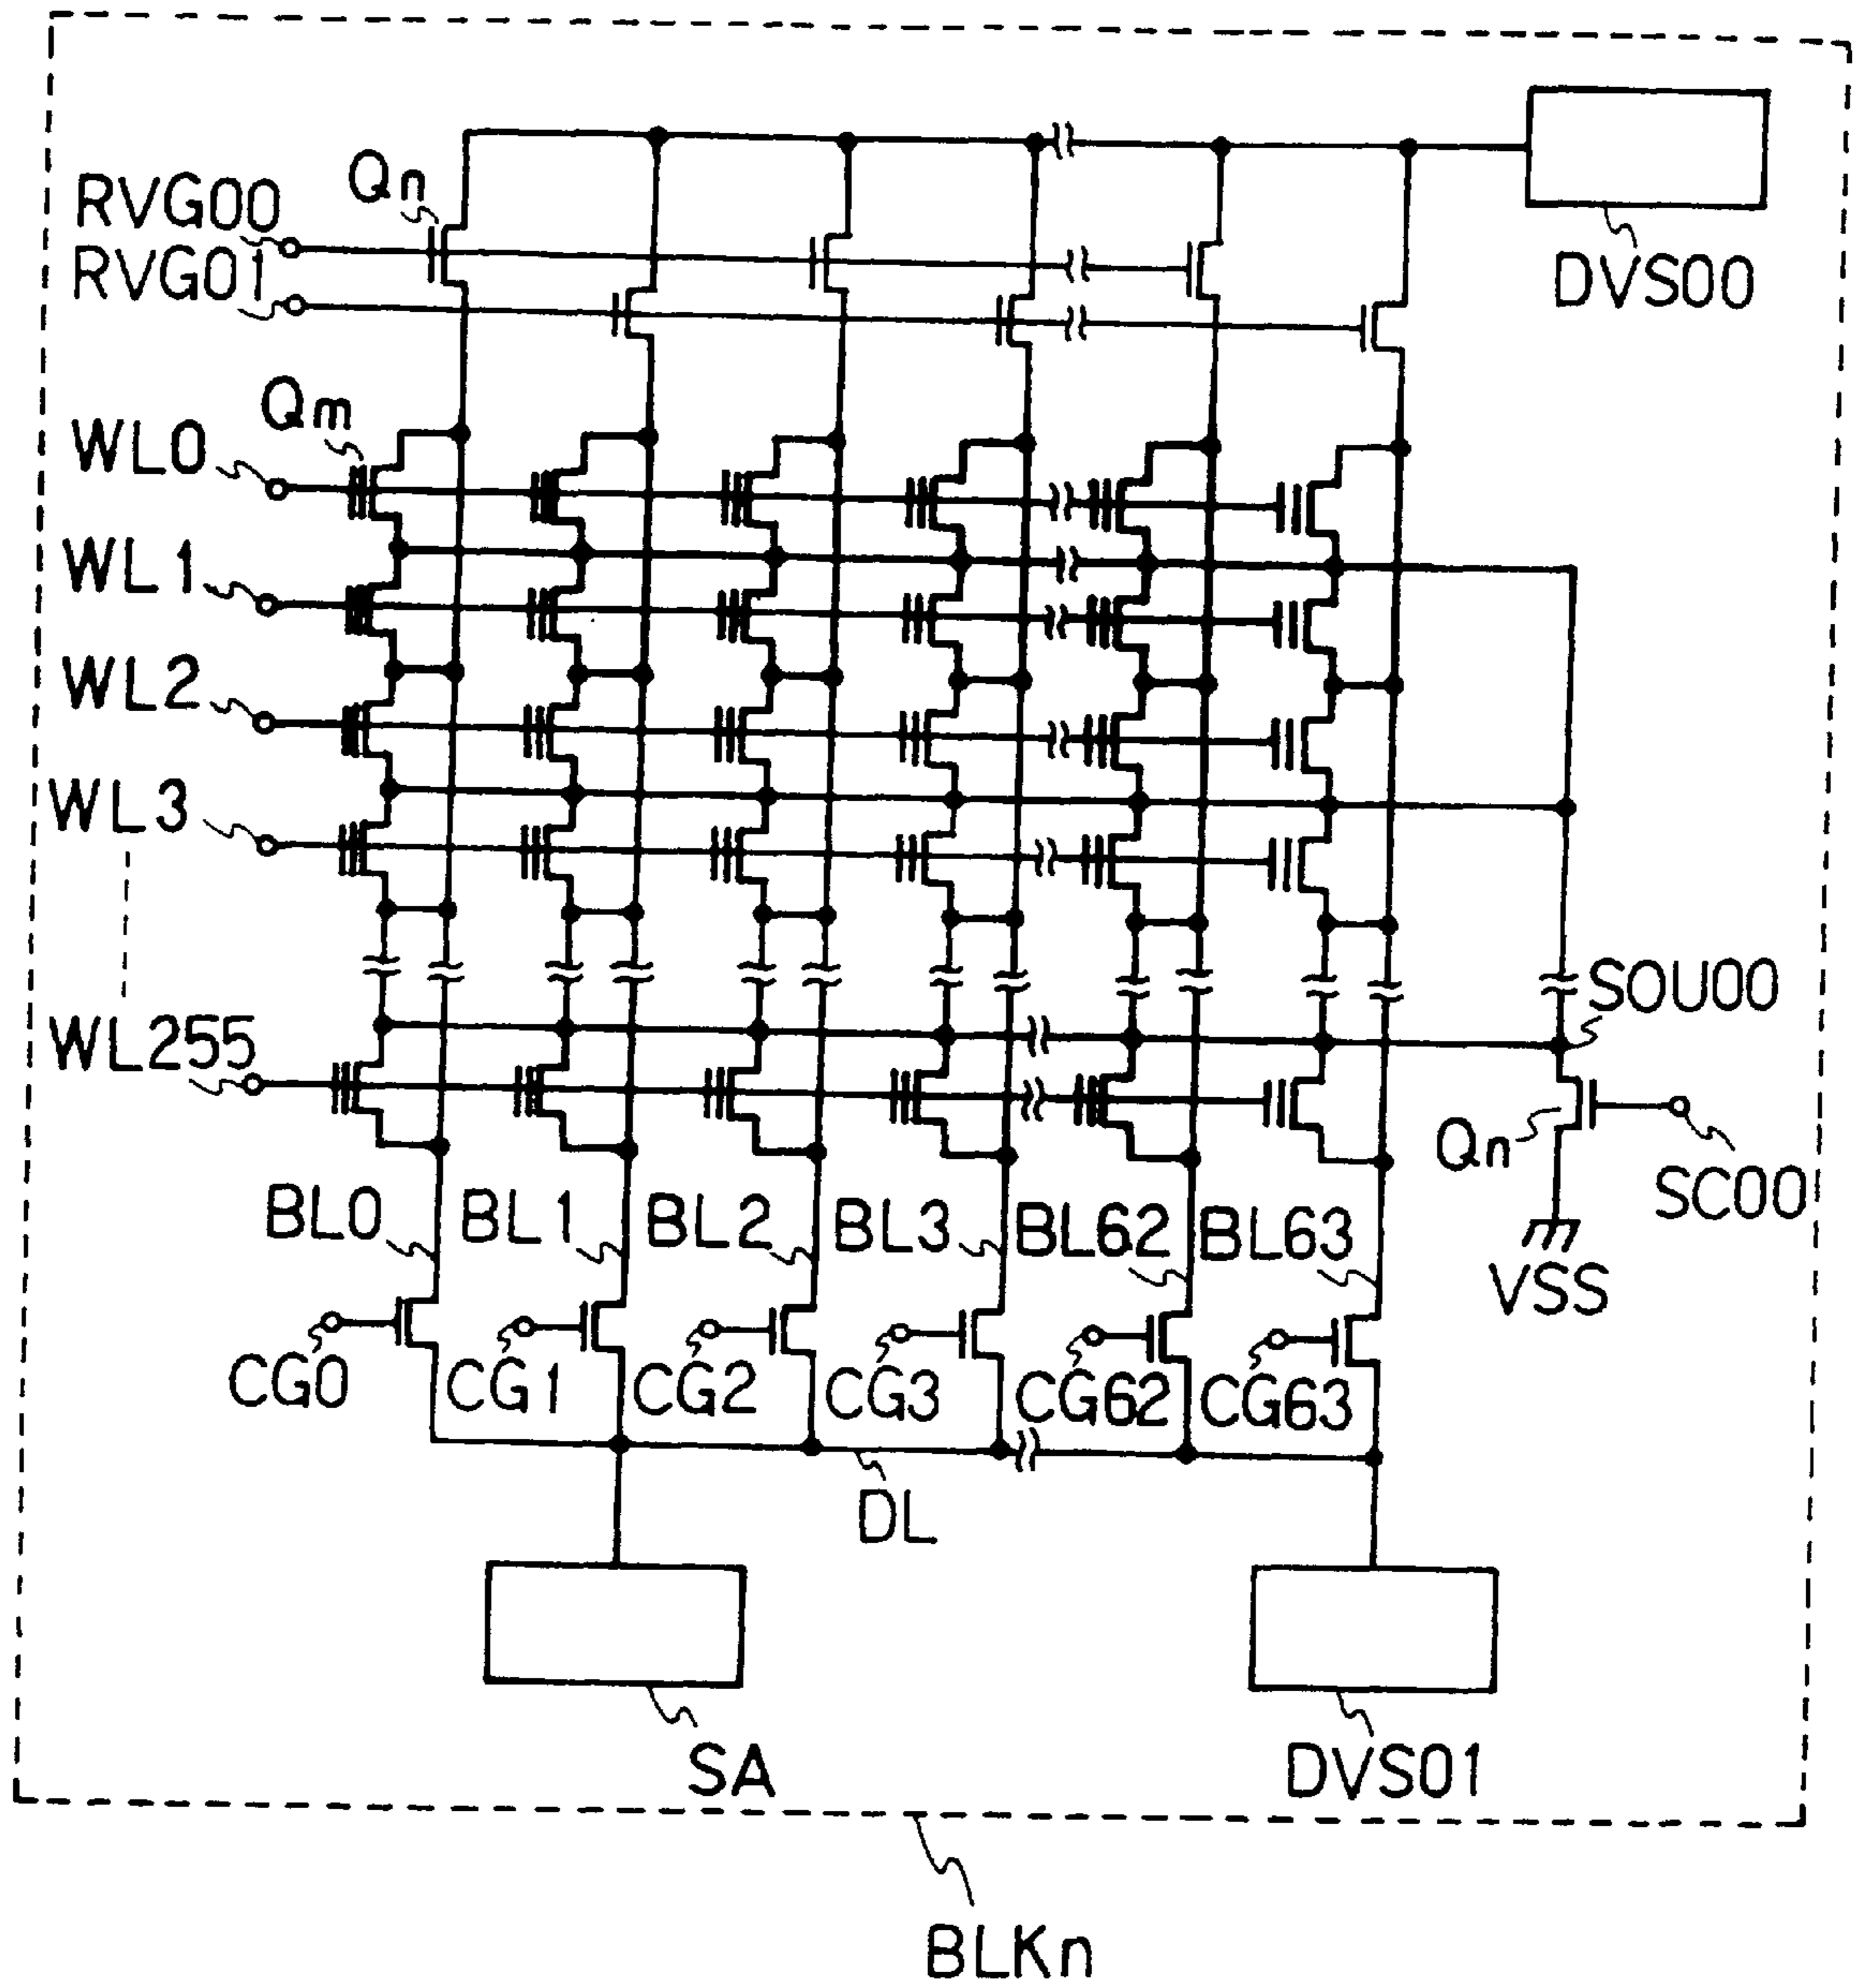 RVG00
Qn
RVG01
DVS00
Qm
WL0
WL1
WL2
WL3
SOU00
WL255
Qn
SC00
BL0
BL1
BL2
BL3
BL62
BL63
VSS
CG0
CG1
CG2
CG3
CG62
CG63
DL
SA
DVS01
BLKn